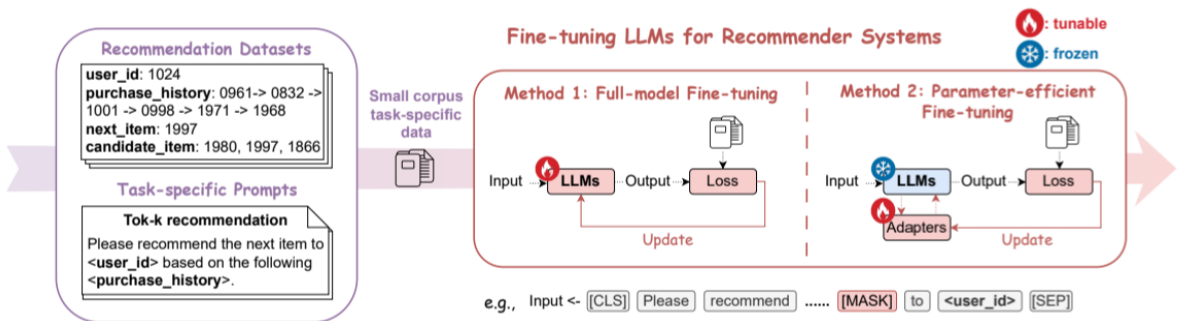 Recommendation Datasets
user_id: 1024
purchase_history: 0961-> 0832 ->
1001 -> 0998 -> 1971 -> 1968
next_item: 1997
candidate_item: 1980, 1997, 1866
Task-specific Prompts
Tok-k recommendation
Please recommend the next item to
<user_id> based on the following
<purchase_history>.
Small corpus
task-specific
data
Fine-tuning LLMs for Recommender Systems
: tunable
: frozen
Method 1: Full-model Fine-tuning
Input
LLMs
Output
Loss
Update
Method 2: Parameter-efficient
Fine-tuning
Input
LLMs
Output
Loss
Adapters
Update
e.g., Input <- [CLS] Please recommend ...... [MASK] to <user_id> [SEP]